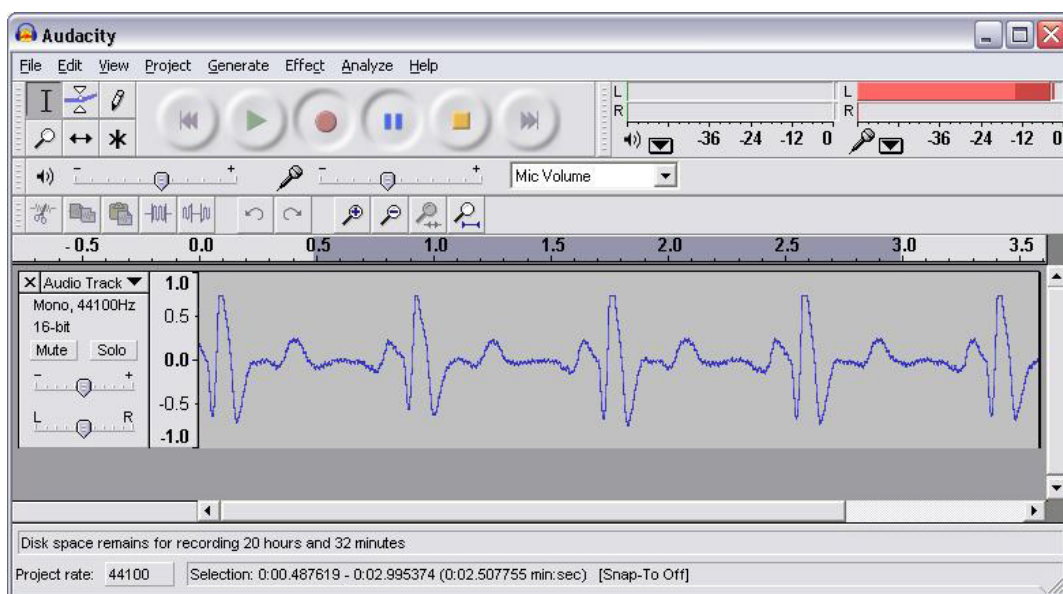 Audacity
File Edit View Project Generate Effect Analyze Help
L L
R R
-36 -24 -12 0 -36 -24 -12 0
- + - + Mic Volume
- 0.5 0.0 0.5 1.0 1.5 2.0 2.5 3.0 3.5
X Audio Track 1.0
Mono, 44100Hz 0.5
16-bit
Mute Solo 0.0
- +
-0.5
L R
-1.0
Disk space remains for recording 20 hours and 32 minutes
Project rate: 44100 Selection: 0:00.487619 - 0:02.995374 (0:02.507755 min:sec) [Snap-To Off]